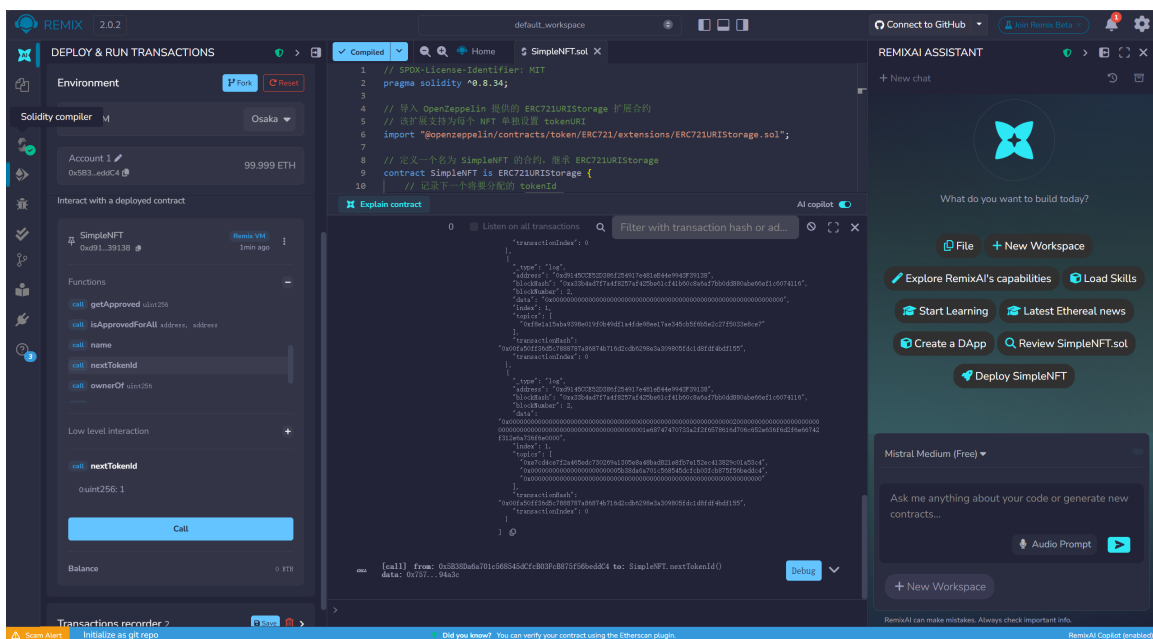 REMIX 2.0.2
default_workspace
Connect to GitHub
Join Remix Beta ×
DEPLOY & RUN TRANSACTIONS
Compiled
Home
SimpleNFT.sol
REMIXAI ASSISTANT
Environment
Fork
Reset
+ New chat
Solidity compiler
M
Osaka
Account 1
0x5B3...eddC4
99.999 ETH
Interact with a deployed contract
SimpleNFT
0xd91...39138
Remix VM
1min ago
Functions
call getApproved uint256
call isApprovedForAll address, address
call name
call nextTokenId
call ownerOf uint256
Low level interaction
call nextTokenId
0:uint256: 1
Call
Balance
0 ETH
Transactions recorder 2
Save
1 // SPDX-License-Identifier: MIT
2 pragma solidity ^0.8.34;
3
4 // 导入 OpenZeppelin 提供的 ERC721URIStorage 扩展合约
5 // 该扩展支持为每个 NFT 单独设置 tokenURI
6 import "@openzeppelin/contracts/token/ERC721/extensions/ERC721URIStorage.sol";
7
8 // 定义一个名为 SimpleNFT 的合约，继承 ERC721URIStorage
9 contract SimpleNFT is ERC721URIStorage {
10 // 记录下一个将要分配的 tokenId
Explain contract
AI copilot
0
Listen on all transactions
Filter with transaction hash or ad...
"transactionIndex": 0
},
{
"_type": "log",
"blockNumber": 2,
"index": 1,
"topics": [
],
"transactionHash":
"transactionIndex": 0
},
{
"_type": "log",
"blockNumber": 2,
"data":
"index": 1,
"topics": [
],
"transactionHash":
"transactionIndex": 0
}
]
[call] from: 0x5B38Da6a701c568545dCfcB03FcB875f56beddC4 to: SimpleNFT.nextTokenId()
data: 0x757...94a3c
Debug
>
What do you want to build today?
File
+ New Workspace
Explore RemixAI's capabilities
Load Skills
Start Learning
Latest Ethereal news
Create a DApp
Review SimpleNFT.sol
Deploy SimpleNFT
Mistral Medium (Free)
Ask me anything about your code or generate new
contracts...
Audio Prompt
+ New Workspace
RemixAI can make mistakes. Always check important info.
Scam Alert
Initialize as git repo
Did you know? You can verify your contract using the Etherscan plugin.
RemixAI Copilot (enabled)